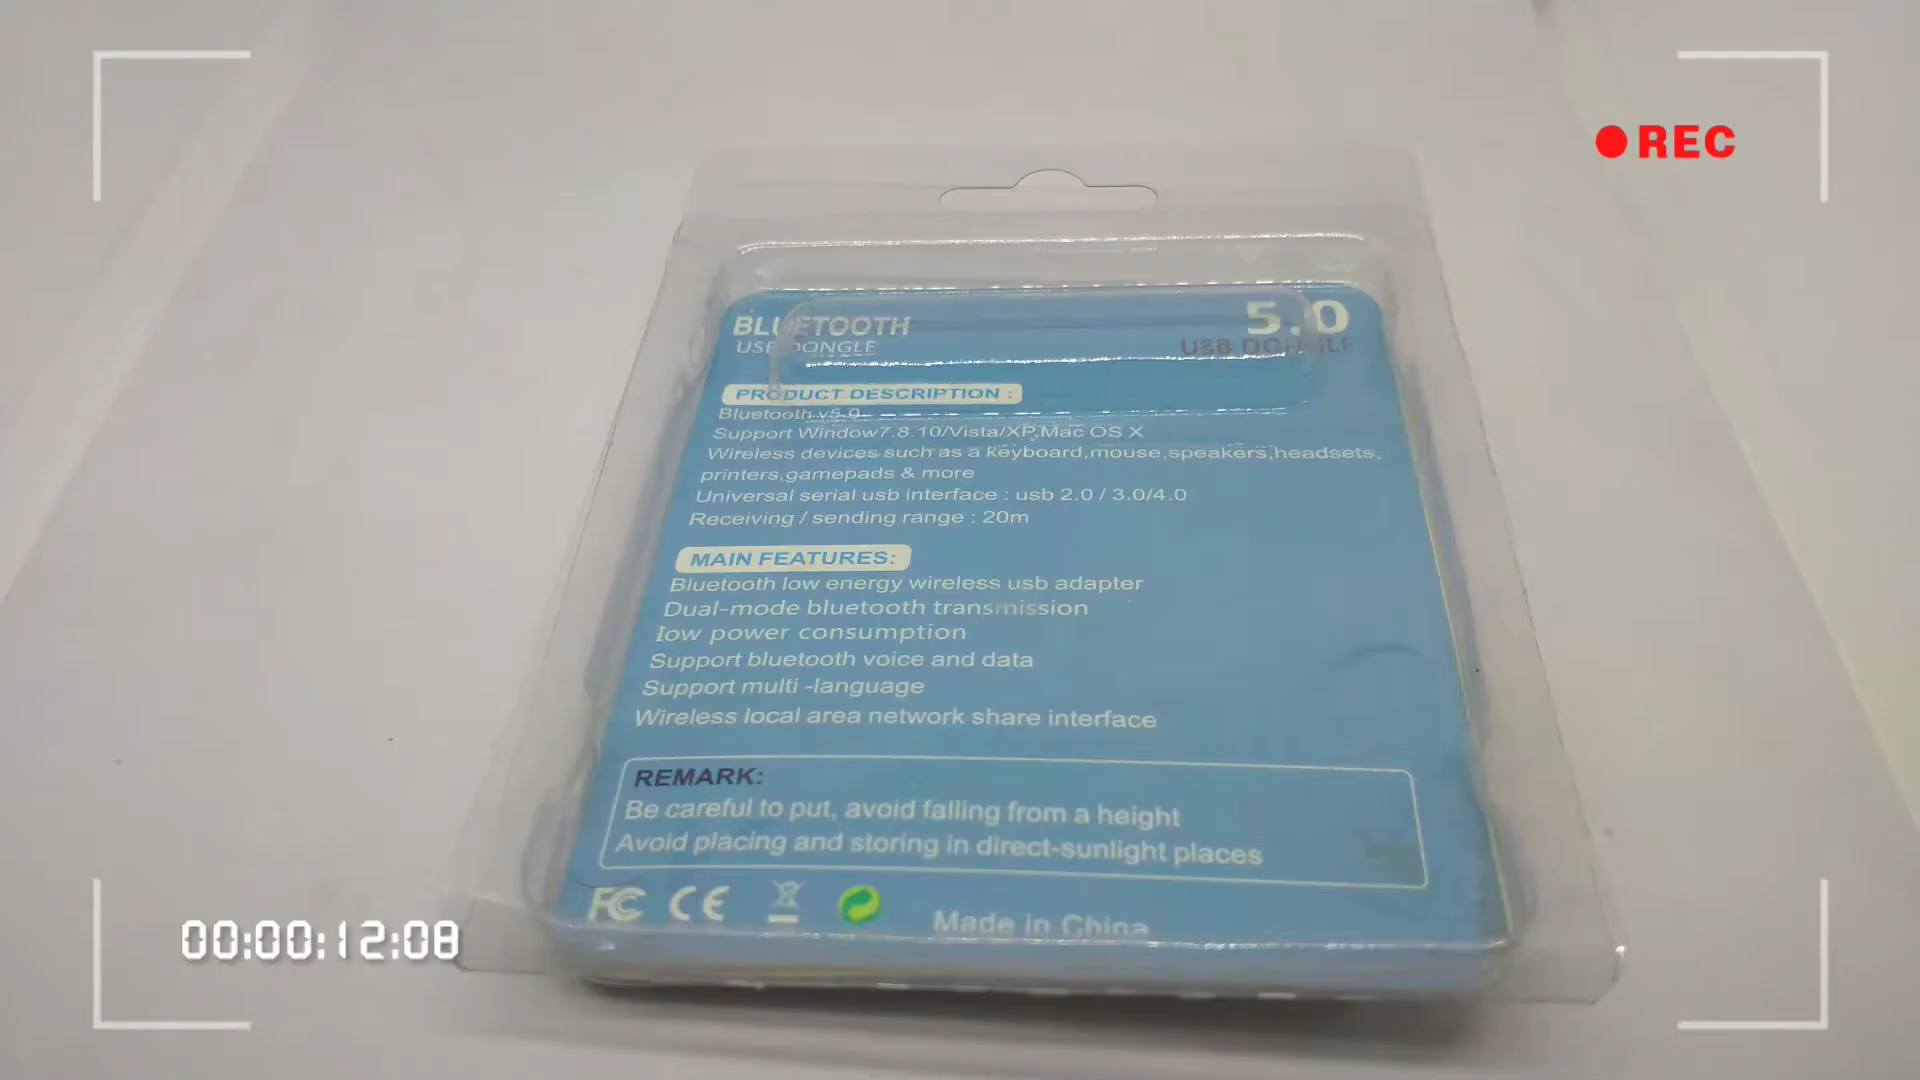 REC
BLUETOOTH
USB DONGLE
5.0
USB DONGLE
PRODUCT DESCRIPTION :
Bluetooth v5.0
Support Window7.8.10/Vista/XP,Mac OS X
Wireless devices such as a keyboard,mouse,speakers,headsets,
printers,gamepads & more
Universal serial usb interface : usb 2.0 / 3.0/4.0
Receiving / sending range : 20m
MAIN FEATURES:
Bluetooth low energy wireless usb adapter
Dual-mode bluetooth transmission
low power consumption
Support bluetooth voice and data
Support multi -language
Wireless local area network share interface
REMARK:
Be careful to put, avoid falling from a height
Avoid placing and storing in direct-sunlight places
FC CE
Made in China
00:00:12:08